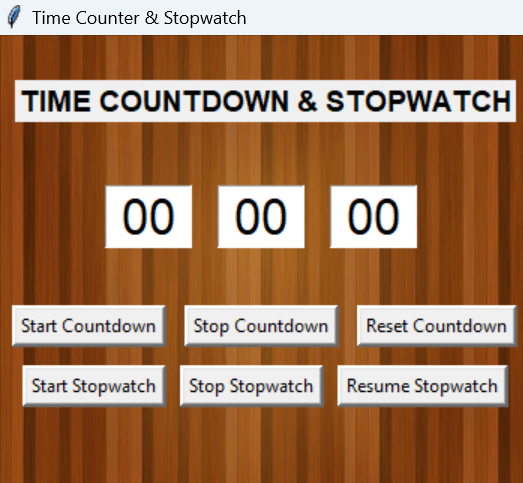 Time Counter & Stopwatch
TIME COUNTDOWN & STOPWATCH
00 00 00
Start Countdown Stop Countdown Reset Countdown
Start Stopwatch Stop Stopwatch Resume Stopwatch